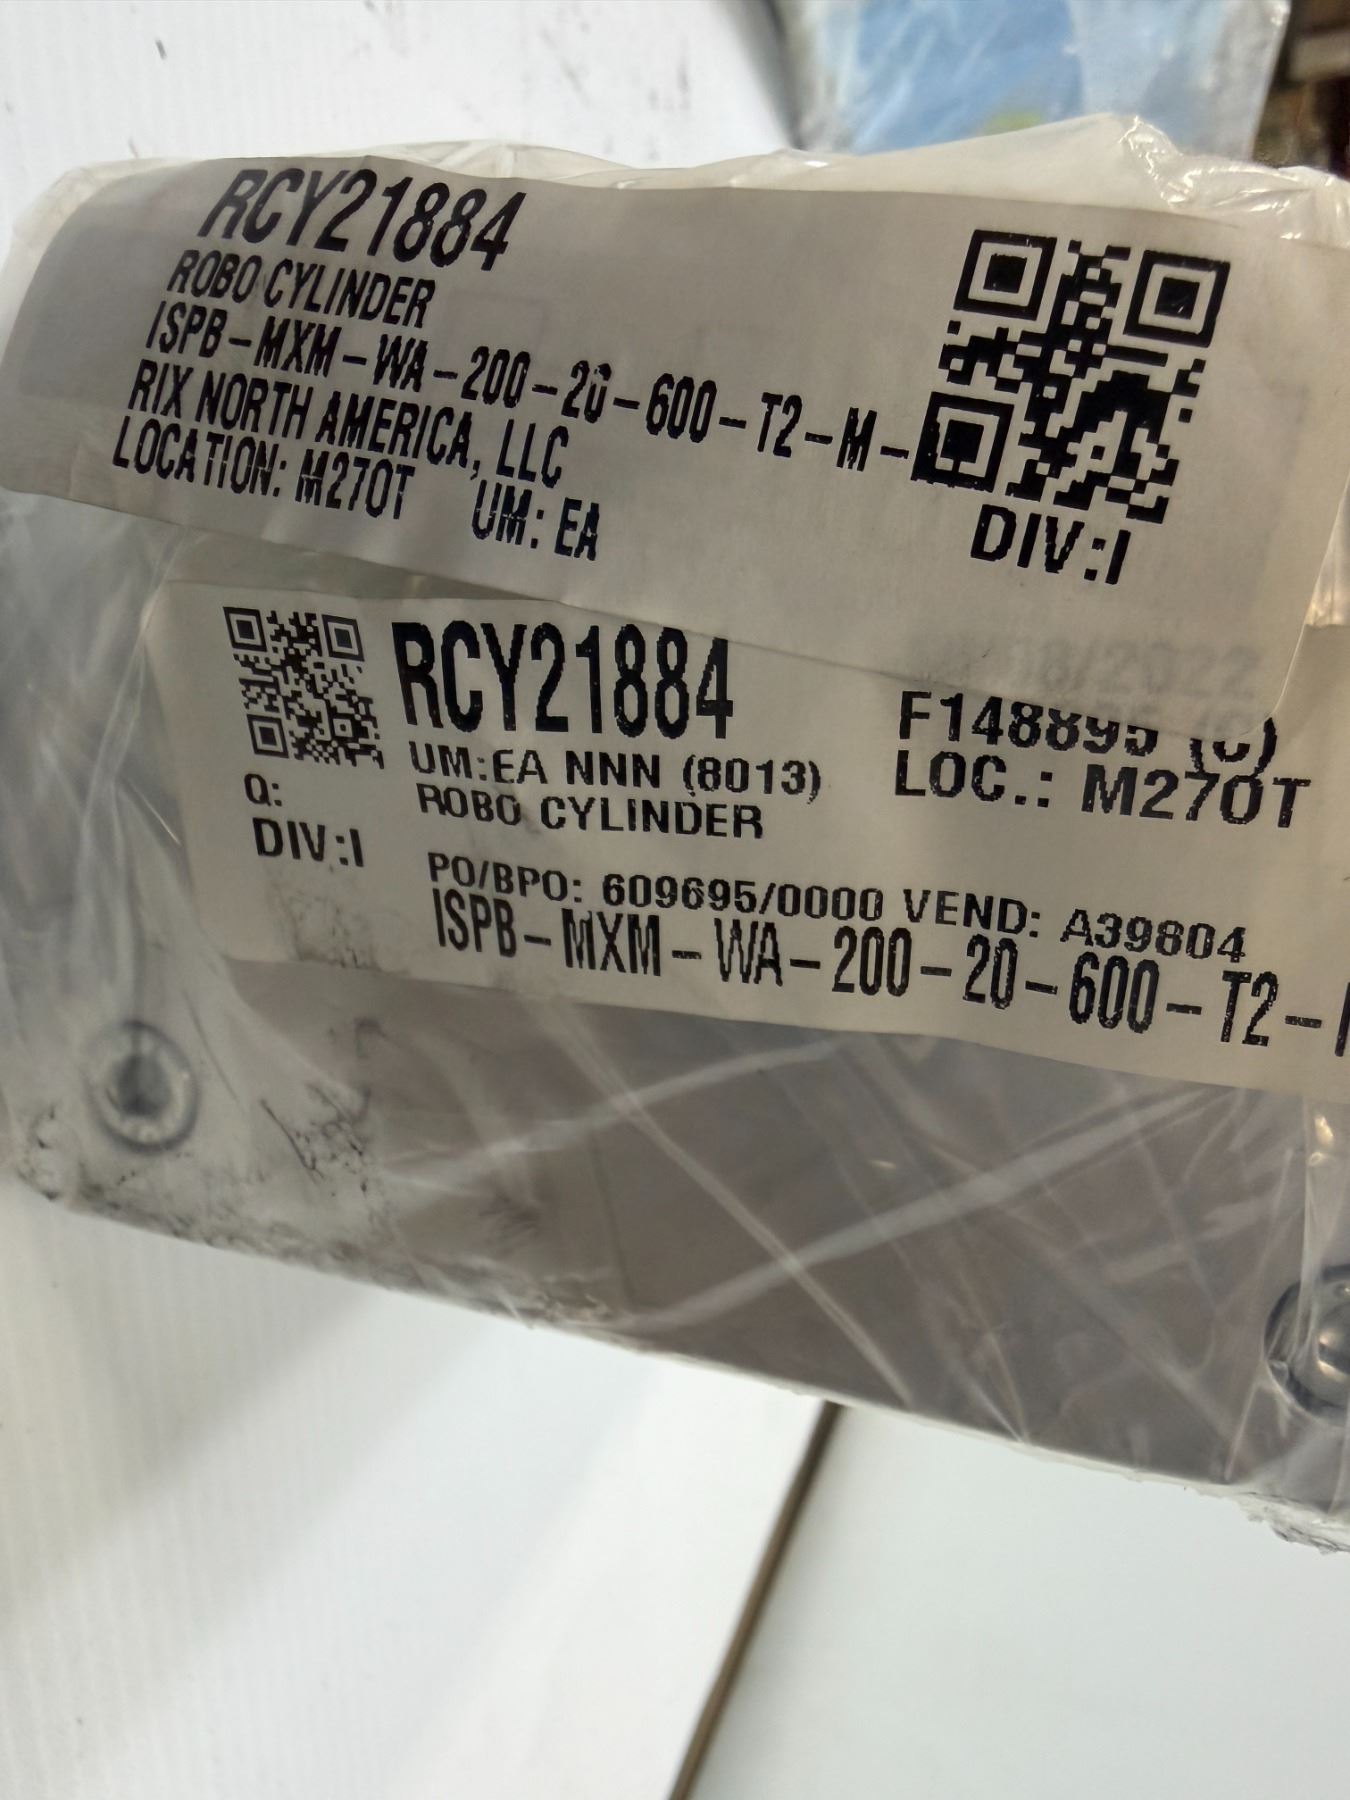 RCY21884
ROBO CYLINDER
ISPB-MXM-WA-200-20-600-T2-M-
RIX NORTH AMERICA, LLC
LOCATION: M270T UM: EA
DIV:I
RCY21884
F148895 (C)
UM:EA NNN (8013)
LOC.: M270T
ROBO CYLINDER
Q:
DIV:I
PO/BPO: 609695/0000 VEND: A39804
ISPB-MXM-WA-200-20-600-T2-